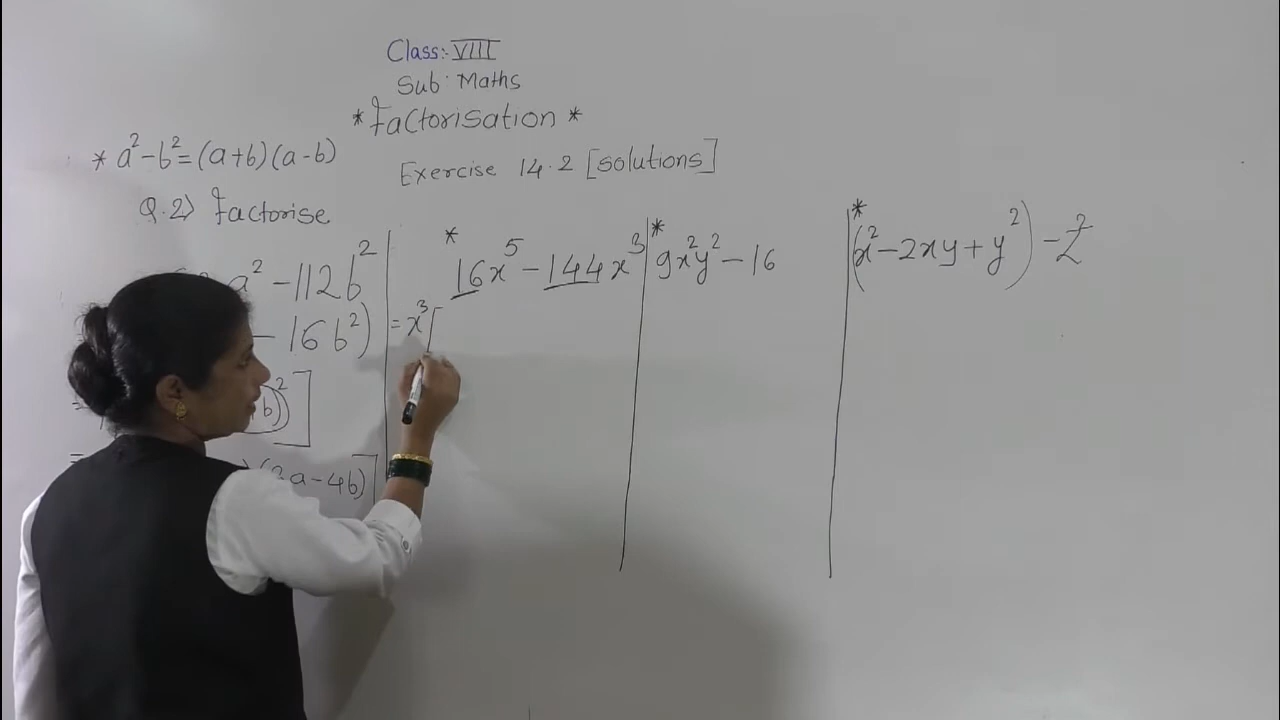 Class:- VIII
Sub: Maths
* Factorisation *
* a²-b²=(a+b)(a-b)
Exercise 14.2 [solutions]
Q.2) Factorise
a² - 112b²
- 16b²)
b)²]
(3a-4b)]
*
16x⁵ - 144x³
= x³[
*
9x²y² - 16
*
(x² - 2xy + y²) - z²